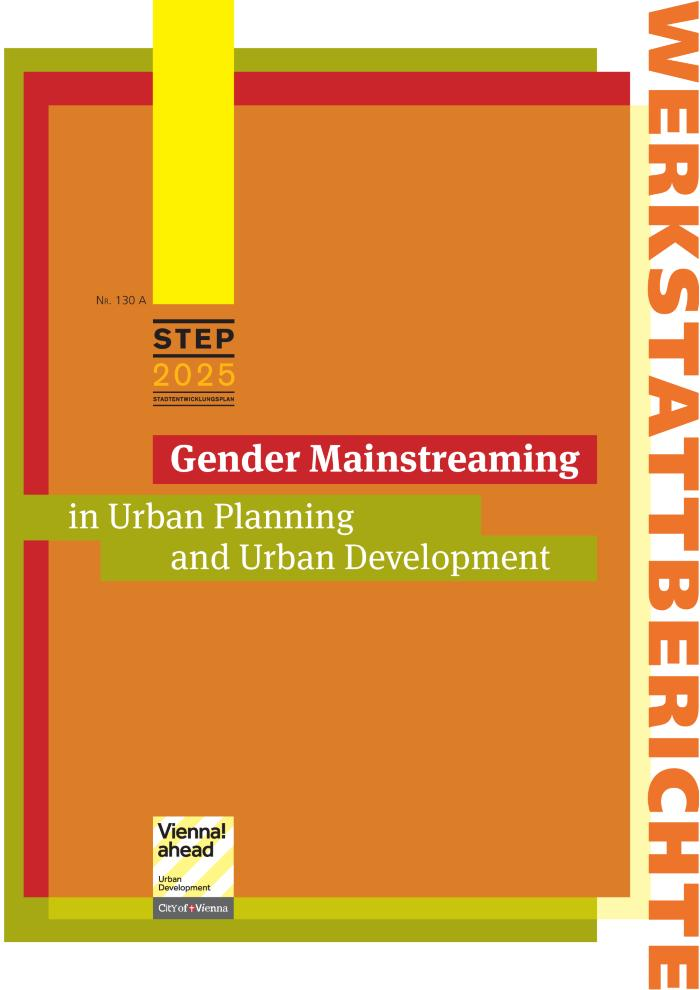 WERKSTATTBERICHTE
Nr. 130 A
STEP
2025
STADTENTWICKLUNGSPLAN
Gender Mainstreaming
in Urban Planning
and Urban Development
Vienna!
ahead
Urban
Development
City of Vienna